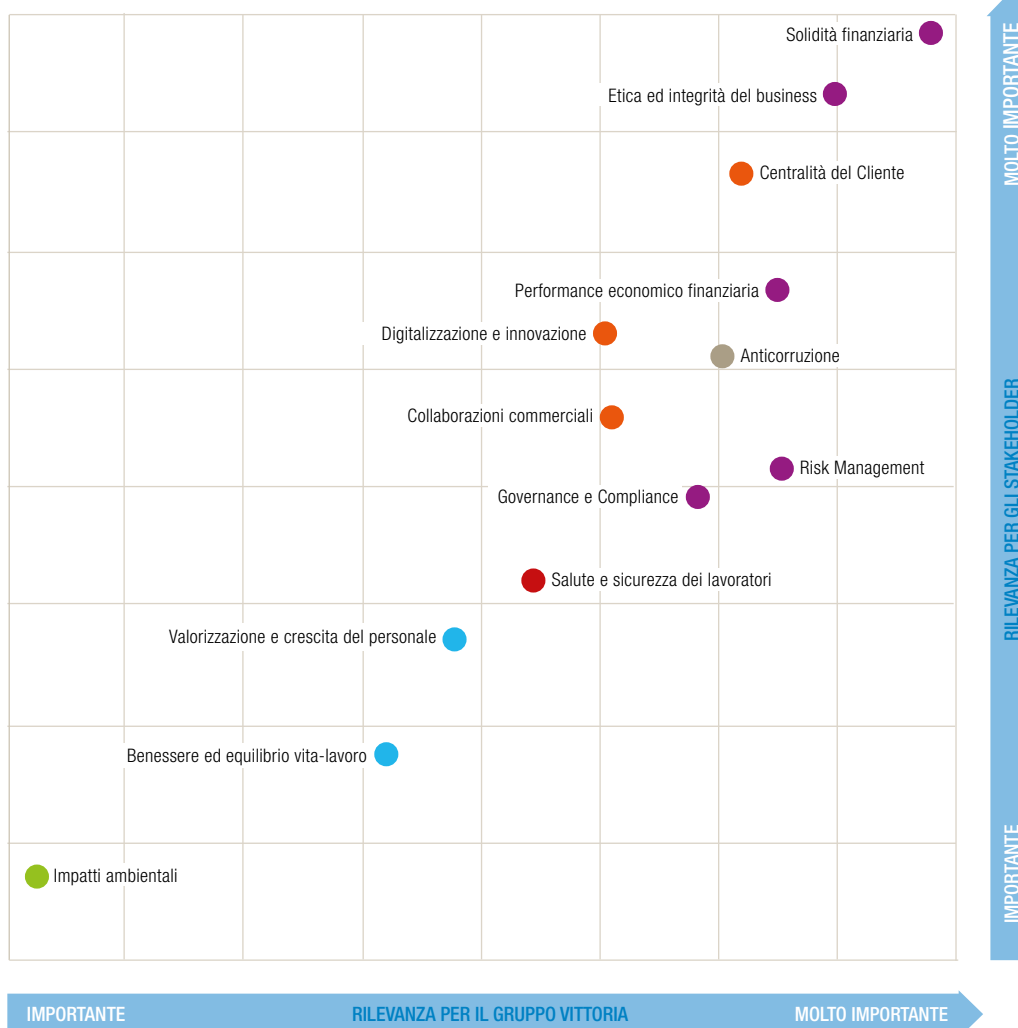 Solidità finanziaria
Etica ed integrità del business
Centralità del Cliente
Performance economico finanziaria
Digitalizzazione e innovazione
Anticorruzione
Collaborazioni commerciali
Risk Management
Governance e Compliance
Salute e sicurezza dei lavoratori
Valorizzazione e crescita del personale
Benessere ed equilibrio vita-lavoro
Impatti ambientali
MOLTO IMPORTANTE
RILEVANZA PER GLI STAKEHOLDER
IMPORTANTE
IMPORTANTE
RILEVANZA PER IL GRUPPO VITTORIA
MOLTO IMPORTANTE